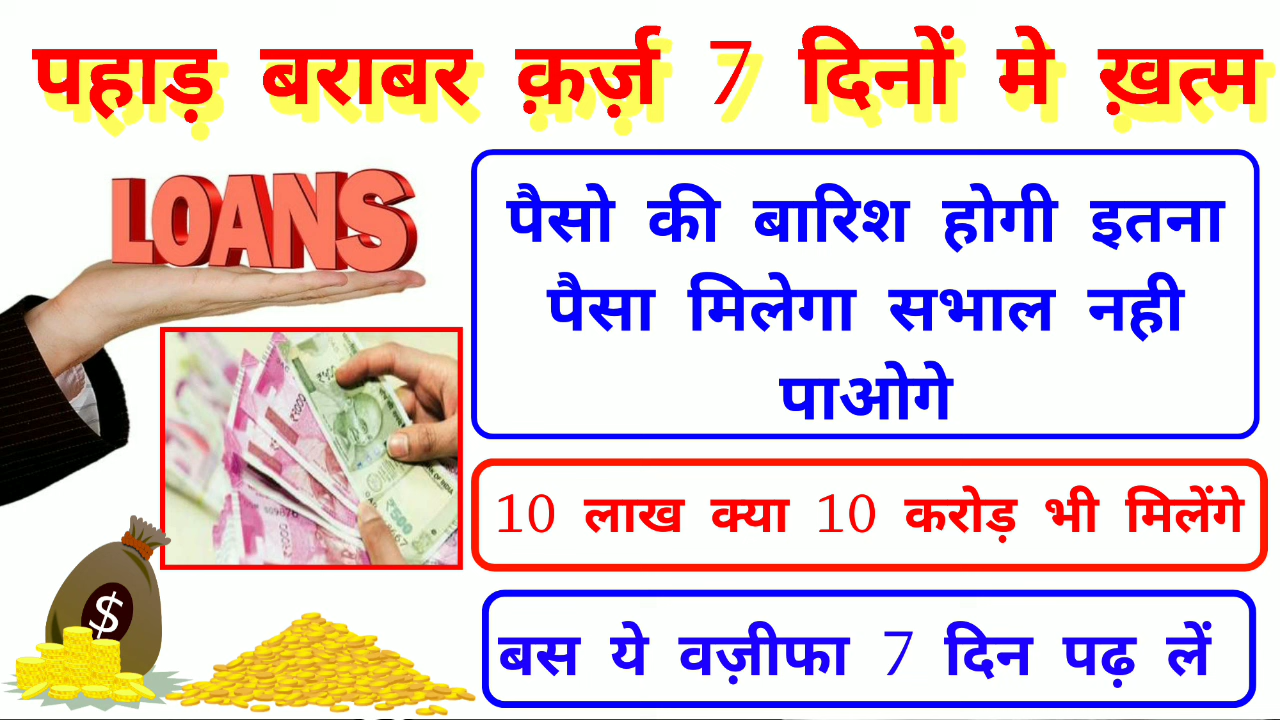 पहाड़ बराबर क़र्ज़ 7 दिनों मे ख़त्म
LOANS
पैसो की बारिश होगी इतना
पैसा मिलेगा सभाल नही
पाओगे
10 लाख क्या 10 करोड़ भी मिलेंगे
$
बस ये वज़ीफा 7 दिन पढ़ लें